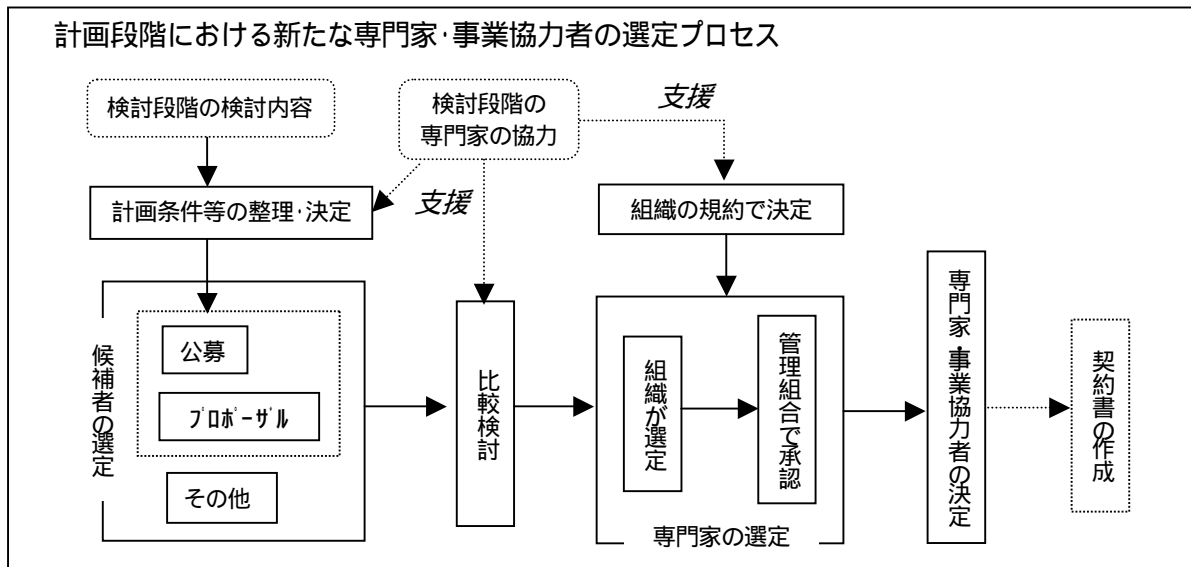 計画段階における新たな専門家･事業協力者の選定プロセス
検討段階の検討内容
検討段階の
専門家の協力
支援
支援
計画条件等の整理･決定
組織の規約で決定
候補者の選定
公募
ﾌﾟﾛﾎﾟｰｻﾞﾙ
その他
比較検討
組織が選定
管理組合で承認
専門家の選定
専門家･事業協力者の決定
契約書の作成